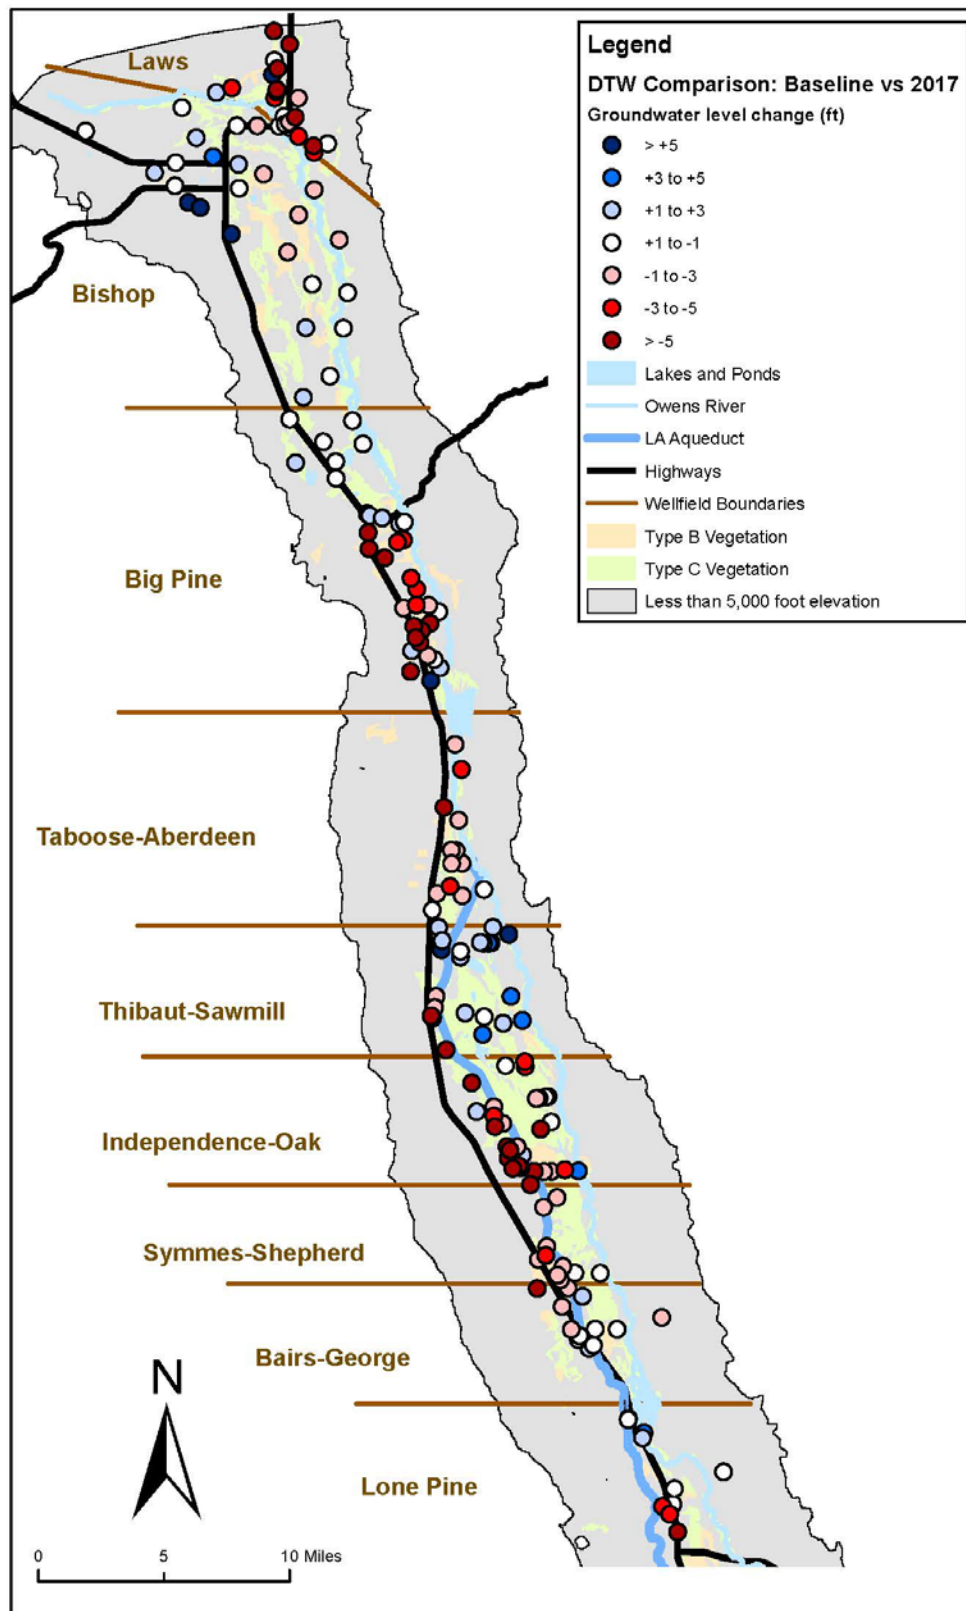 Legend
DTW Comparison: Baseline vs 2017
Groundwater level change (ft)
> +5
+3 to +5
+1 to +3
+1 to -1
-1 to -3
-3 to -5
> -5
Lakes and Ponds
Owens River
LA Aqueduct
Highways
Wellfield Boundaries
Type B Vegetation
Type C Vegetation
Less than 5,000 foot elevation
Laws
Bishop
Big Pine
Taboose-Aberdeen
Thibaut-Sawmill
Independence-Oak
Symmes-Shepherd
Bairs-George
Lone Pine
N
0 5 10 Miles